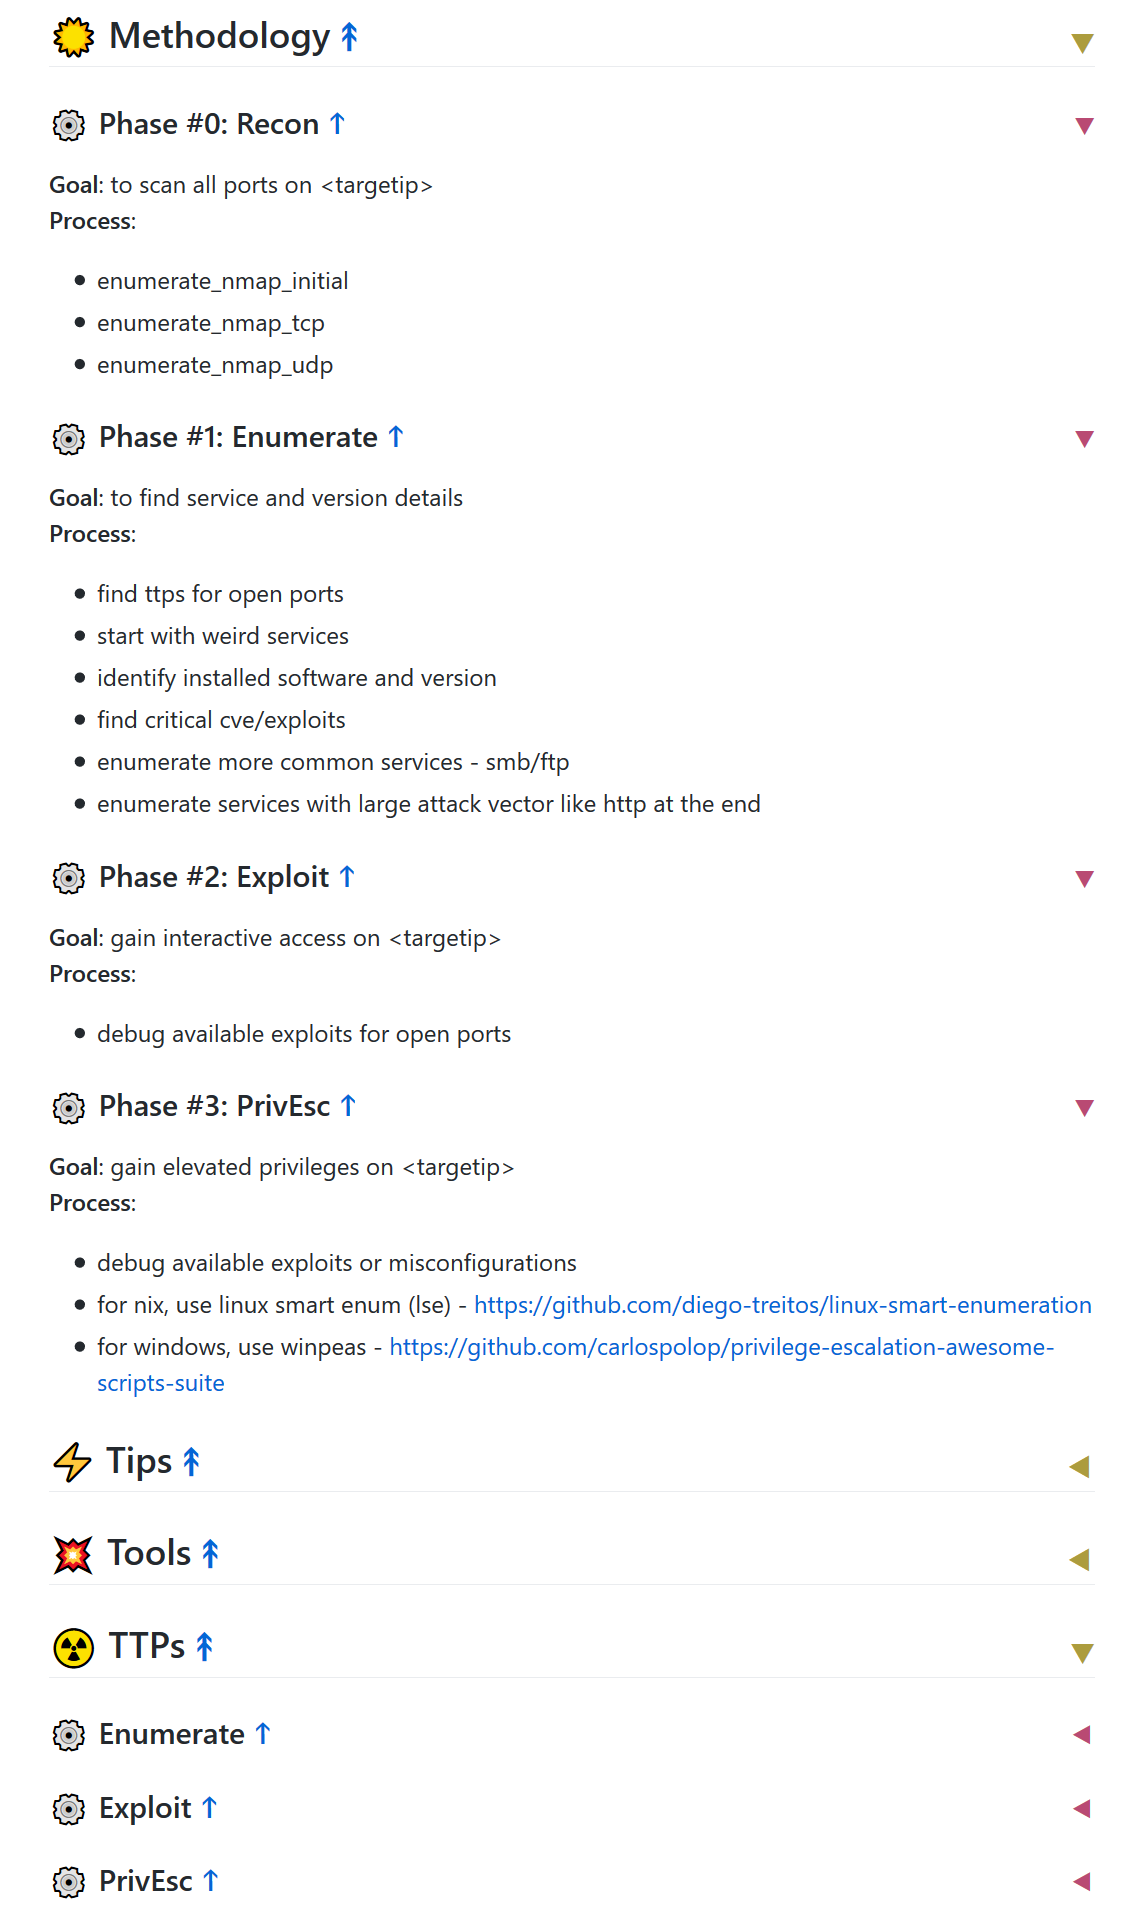 Methodology ↟
Phase #0: Recon ↑
Goal: to scan all ports on <targetip>
Process:
• enumerate_nmap_initial
• enumerate_nmap_tcp
• enumerate_nmap_udp
Phase #1: Enumerate ↑
Goal: to find service and version details
Process:
• find ttps for open ports
• start with weird services
• identify installed software and version
• find critical cve/exploits
• enumerate more common services - smb/ftp
• enumerate services with large attack vector like http at the end
Phase #2: Exploit ↑
Goal: gain interactive access on <targetip>
Process:
• debug available exploits for open ports
Phase #3: PrivEsc ↑
Goal: gain elevated privileges on <targetip>
Process:
• debug available exploits or misconfigurations
• for nix, use linux smart enum (lse) - https://github.com/diego-treitos/linux-smart-enumeration
• for windows, use winpeas - https://github.com/carlospolop/privilege-escalation-awesome-
scripts-suite
Tips ↟
Tools ↟
TTPs ↟
Enumerate ↑
Exploit ↑
PrivEsc ↑